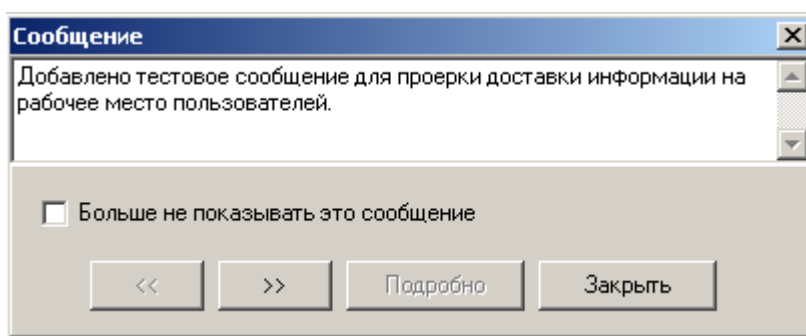 Сообщение
Добавлено тестовое сообщение для проерки доставки информации на
рабочее место пользователей.
Больше не показывать это сообщение
<< >> Подробно Закрыть